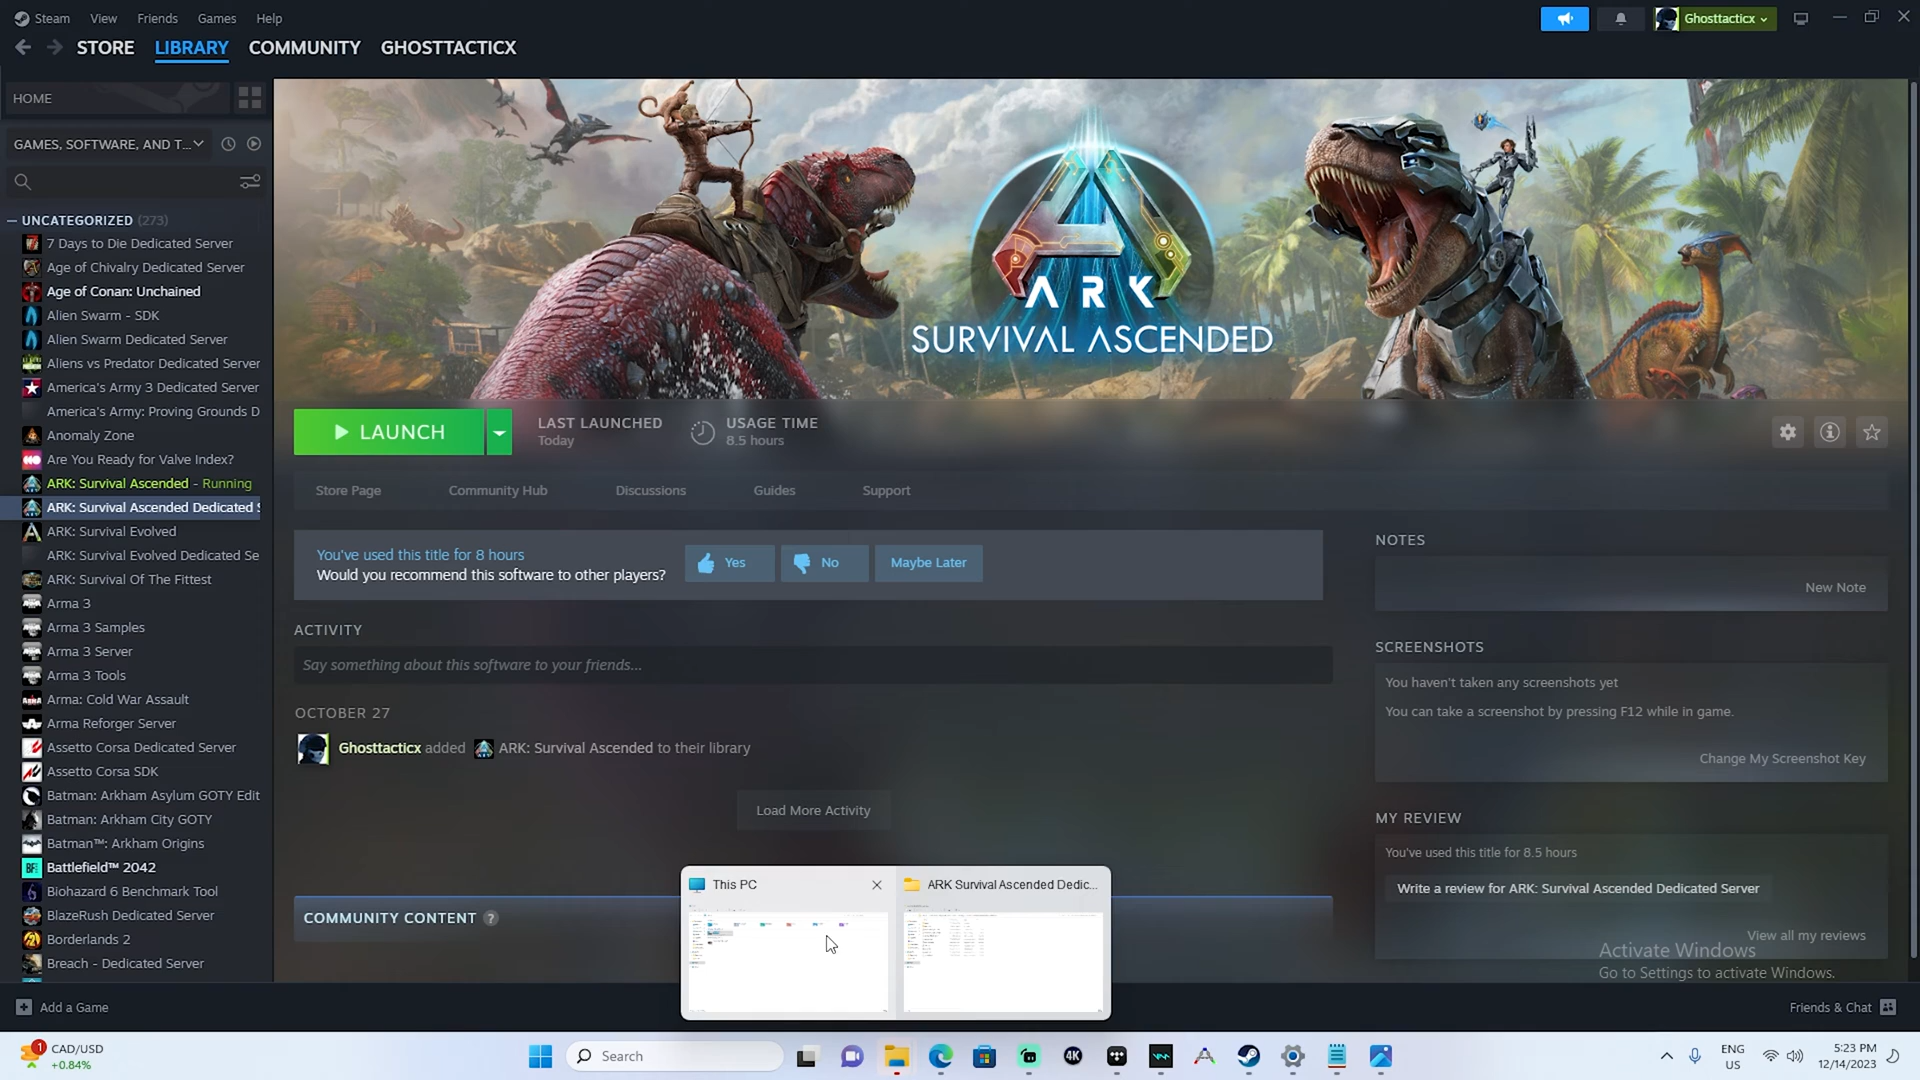 Steam View Friends Games Help
Ghosttacticx
STORE LIBRARY COMMUNITY GHOSTTACTICX
HOME
GAMES, SOFTWARE, AND T...
UNCATEGORIZED (273)
7 Days to Die Dedicated Server
Age of Chivalry Dedicated Server
Age of Conan: Unchained
Alien Swarm - SDK
Alien Swarm Dedicated Server
Aliens vs Predator Dedicated Server
America's Army 3 Dedicated Server
America's Army: Proving Grounds D
Anomaly Zone
Are You Ready for Valve Index?
ARK: Survival Ascended - Running
ARK: Survival Ascended Dedicated S
ARK: Survival Evolved
ARK: Survival Evolved Dedicated Se
ARK: Survival Of The Fittest
Arma 3
Arma 3 Samples
Arma 3 Server
Arma 3 Tools
Arma: Cold War Assault
Arma Reforger Server
Assetto Corsa Dedicated Server
Assetto Corsa SDK
Batman: Arkham Asylum GOTY Edit
Batman: Arkham City GOTY
Batman™: Arkham Origins
Battlefield™ 2042
Biohazard 6 Benchmark Tool
BlazeRush Dedicated Server
Borderlands 2
Breach - Dedicated Server
Add a Game
ARK
SURVIVAL ASCENDED
LAUNCH
LAST LAUNCHED
Today
USAGE TIME
8.5 hours
Store Page Community Hub Discussions Guides Support
You've used this title for 8 hours
Would you recommend this software to other players?
Yes No Maybe Later
ACTIVITY
Say something about this software to your friends...
OCTOBER 27
Ghosttacticx added ARK: Survival Ascended to their library
Load More Activity
COMMUNITY CONTENT ?
NOTES
New Note
SCREENSHOTS
You haven't taken any screenshots yet
You can take a screenshot by pressing F12 while in game.
Change My Screenshot Key
MY REVIEW
You've used this title for 8.5 hours
Write a review for ARK: Survival Ascended Dedicated Server
View all my reviews
Activate Windows
Go to Settings to activate Windows.
Friends & Chat
This PC
ARK Survival Ascended Dedic...
1
CAD/USD
+0.84%
Search
4K
ENG
US
5:23 PM
12/14/2023